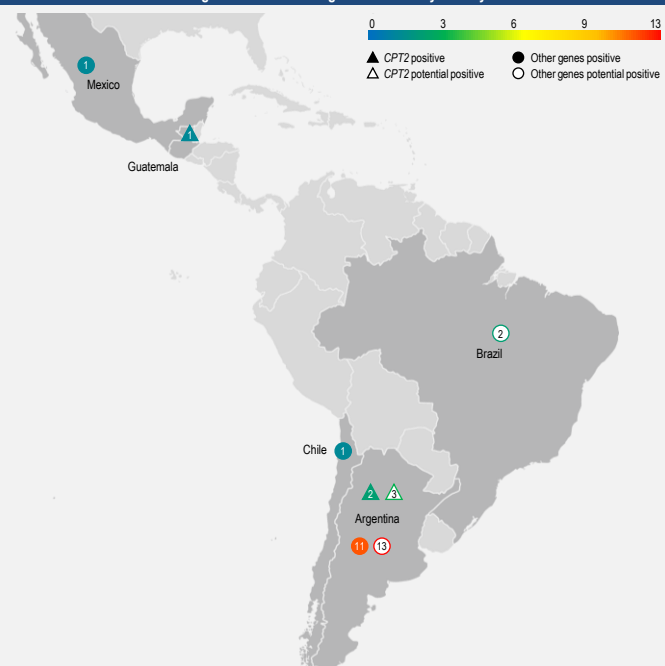 0 3 6 9 13
CPT2 positive Other genes positive
CPT2 potential positive Other genes potential positive
1
Mexico
1
Guatemala
2
Brazil
Chile 1
2 3
Argentina
11 13